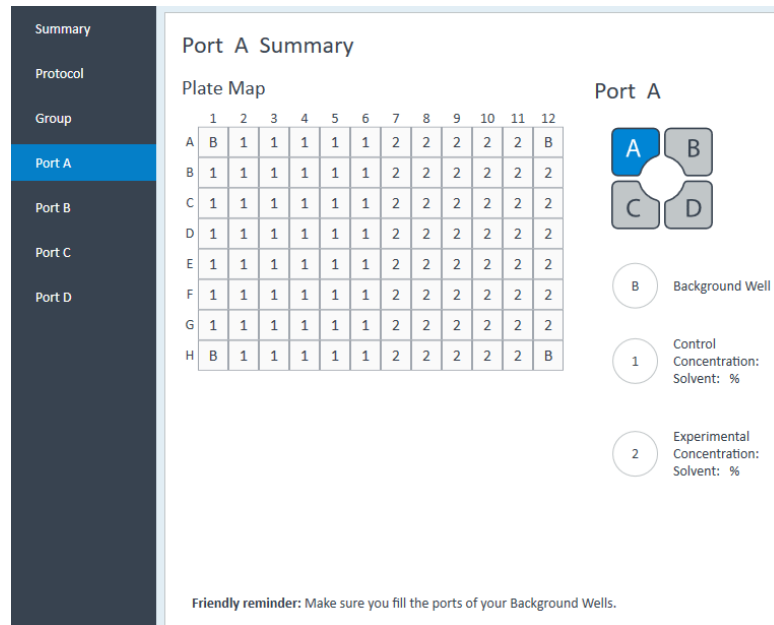 Summary
Protocol
Group
Port A
Port B
Port C
Port D
Port A Summary
Plate Map
1 2 3 4 5 6 7 8 9 10 11 12
A B 1 1 1 1 1 2 2 2 2 2 B
B 1 1 1 1 1 1 2 2 2 2 2 2
C 1 1 1 1 1 1 2 2 2 2 2 2
D 1 1 1 1 1 1 2 2 2 2 2 2
E 1 1 1 1 1 1 2 2 2 2 2 2
F 1 1 1 1 1 1 2 2 2 2 2 2
G 1 1 1 1 1 1 2 2 2 2 2 2
H B 1 1 1 1 1 2 2 2 2 2 B
Port A
A B
C D
B Background Well
Control
1 Concentration:
Solvent: %
Experimental
2 Concentration:
Solvent: %
Friendly reminder: Make sure you fill the ports of your Background Wells.